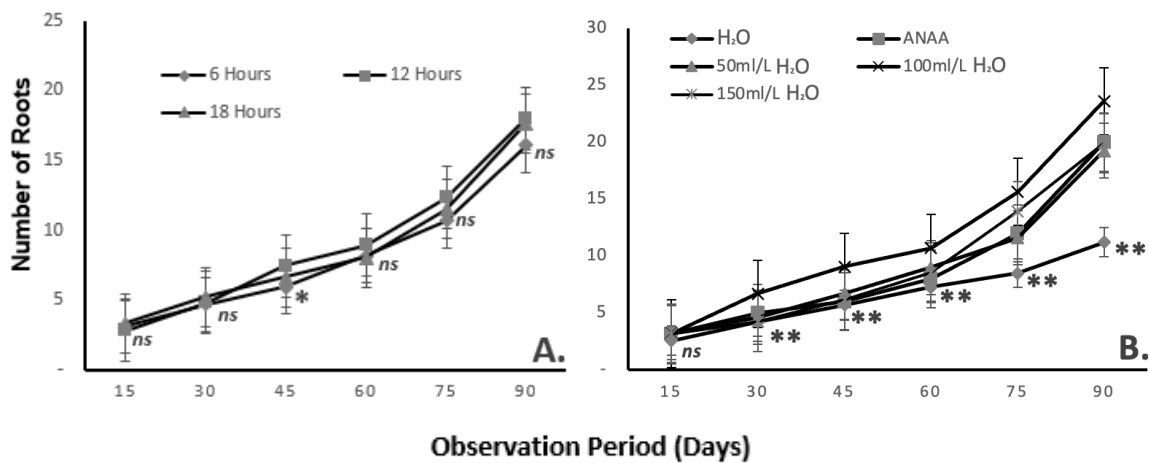 Number of Roots
25
20
15
10
5
-
6 Hours
12 Hours
18 Hours
ns
ns
*
ns
ns
ns
A.
15 30 45 60 75 90
30
25
20
15
10
5
-
H₂O
ANAA
50ml/L H₂O
100ml/L H₂O
150ml/L H₂O
ns
**
**
**
**
**
B.
15 30 45 60 75 90
Observation Period (Days)